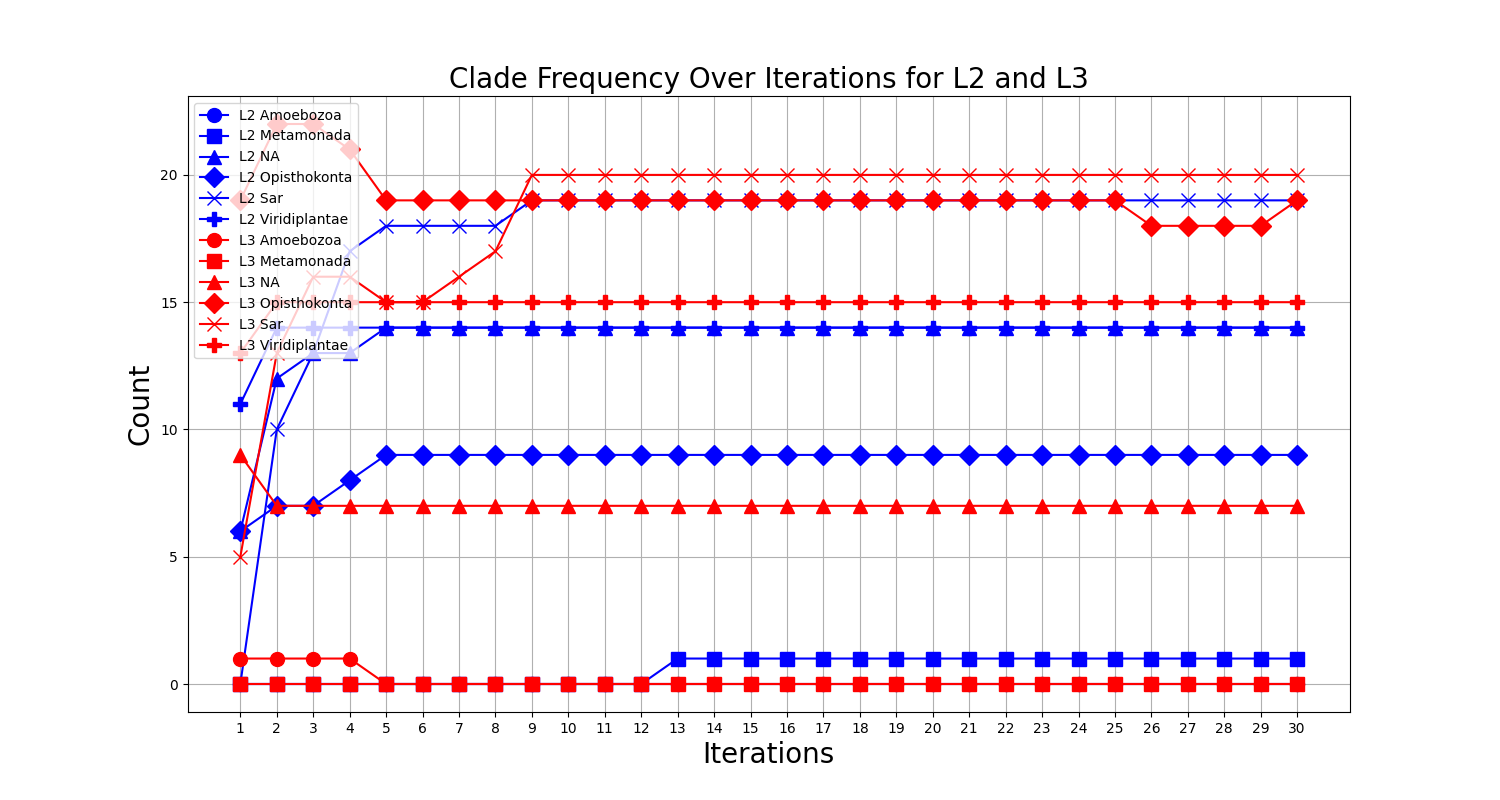 Clade Frequency Over Iterations for L2 and L3
L2 Amoebozoa
L2 Metamonada
L2 NA
L2 Opisthokonta
L2 Sar
L2 Viridiplantae
L3 Amoebozoa
L3 Metamonada
L3 NA
L3 Opisthokonta
L3 Sar
L3 Viridiplantae
20
15
10
5
0
Count
1 2 3 4 5 6 7 8 9 10 11 12 13 14 15 16 17 18 19 20 21 22 23 24 25 26 27 28 29 30
Iterations